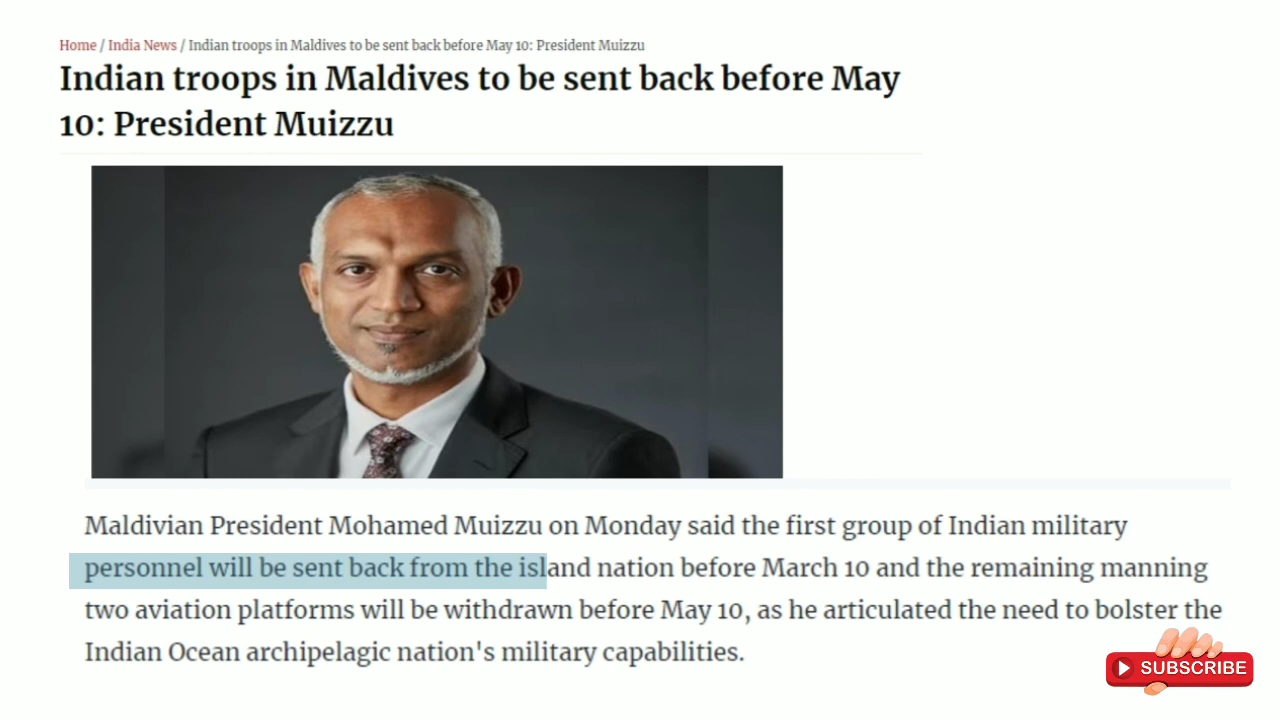 Home / India News / Indian troops in Maldives to be sent back before May 10: President Muizzu
Indian troops in Maldives to be sent back before May
10: President Muizzu
Maldivian President Mohamed Muizzu on Monday said the first group of Indian military
personnel will be sent back from the island nation before March 10 and the remaining manning
two aviation platforms will be withdrawn before May 10, as he articulated the need to bolster the
Indian Ocean archipelagic nation's military capabilities.
SUBSCRIBE